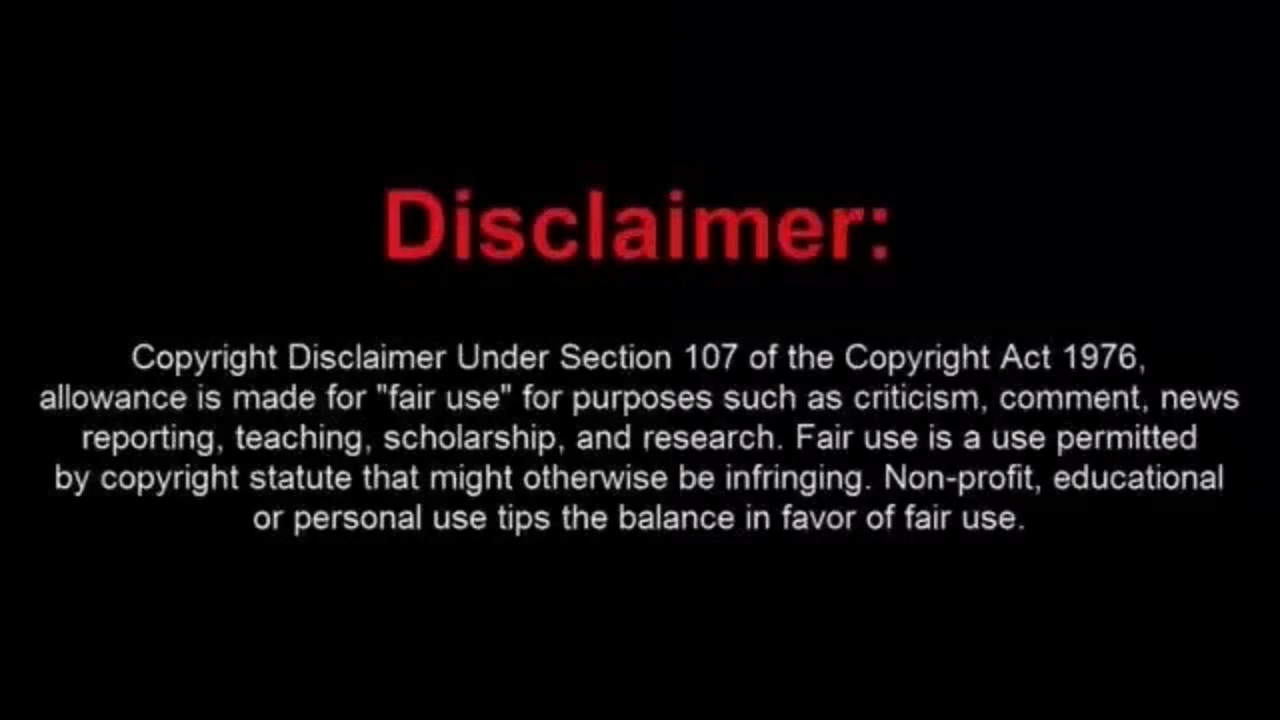 Disclaimer:
Copyright Disclaimer Under Section 107 of the Copyright Act 1976,
allowance is made for "fair use" for purposes such as criticism, comment, news
reporting, teaching, scholarship, and research. Fair use is a use permitted
by copyright statute that might otherwise be infringing. Non-profit, educational
or personal use tips the balance in favor of fair use.